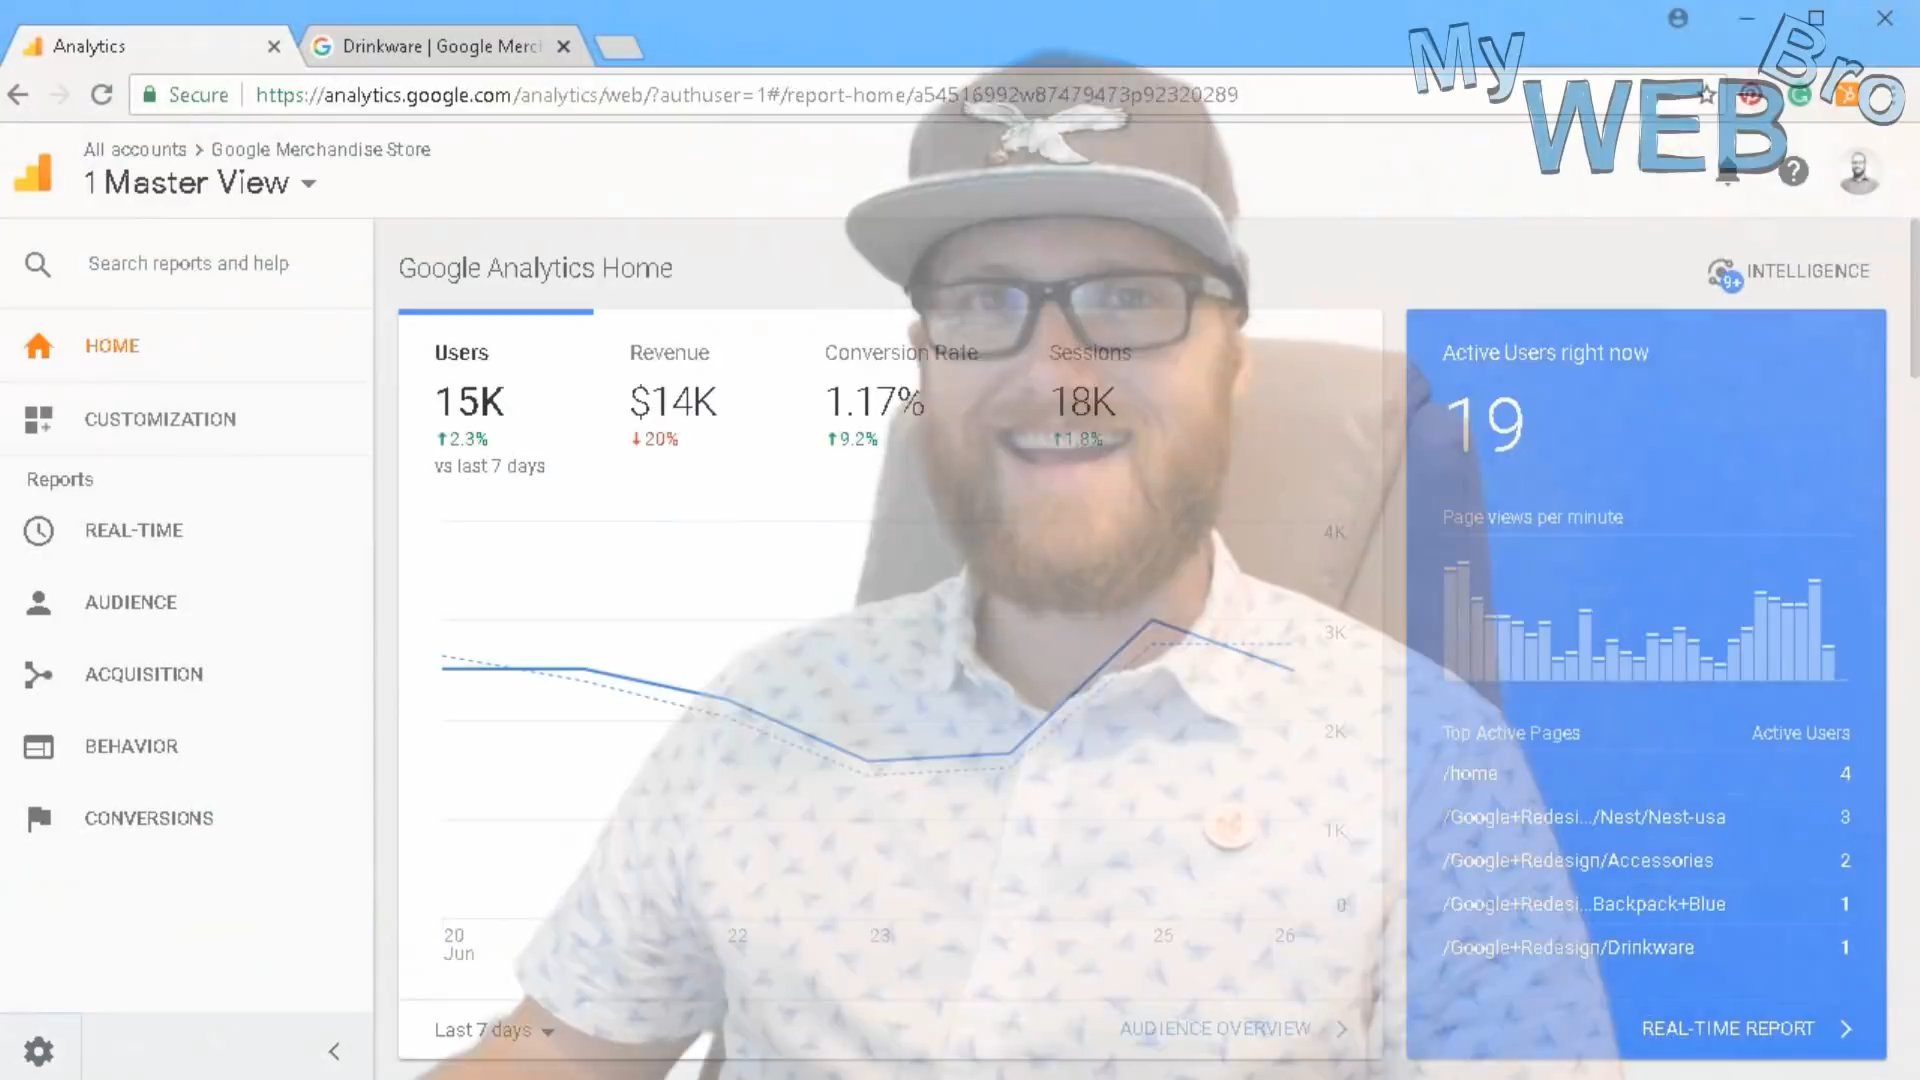 Analytics
Drinkware | Google Merc
My WEB Bro
Secure
https://analytics.google.com/analytics/web/?authuser=1#/report-home/a54516992w87479473p92320289
All accounts > Google Merchandise Store
1 Master View
Search reports and help
Google Analytics Home
9+ INTELLIGENCE
HOME
CUSTOMIZATION
Reports
REAL-TIME
AUDIENCE
ACQUISITION
BEHAVIOR
CONVERSIONS
Users
15K
2.3%
vs last 7 days
Revenue
$14K
20%
Conversion Rate
1.17%
9.2%
Sessions
18K
1.8%
4K
3K
2K
1K
0
20
Jun
22
23
25
26
Last 7 days
AUDIENCE OVERVIEW
Active Users right now
19
Page views per minute
Top Active Pages Active Users
/home 4
/Google+Redesi.../Nest/Nest-usa 3
/Google+Redesign/Accessories 2
/Google+Redesi...Backpack+Blue 1
/Google+Redesign/Drinkware 1
REAL-TIME REPORT